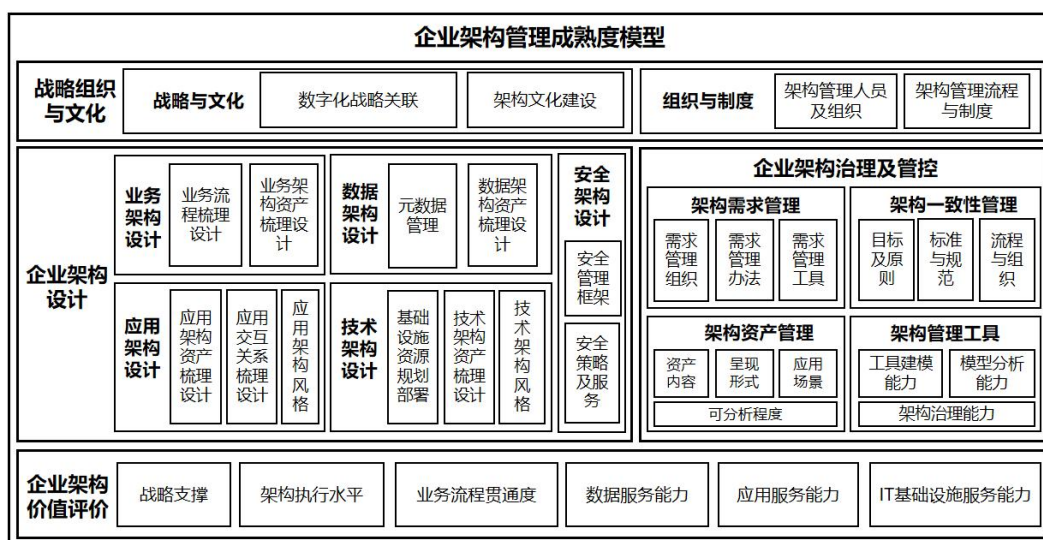 企业架构管理成熟度模型
战略组织
与文化
战略与文化
数字化战略关联
架构文化建设
组织与制度
架构管理人员
及组织
架构管理流程
与制度
企业架构
设计
业务
架构
设计
业务流
程梳理
设计
业务架
构资产
梳理设
计
数据
架构
设计
元数据
管理
数据架
构资产
梳理设
计
安全
架构
设计
安全
管理
框架
安全
策略
及服
务
应用
架构
设计
应用
架构
资产
梳理
设计
应用
交互
关系
梳理
设计
应
用
架
构
风
格
技术
架构
设计
基础
设施
资源
规划
部署
技术
架构
资产
梳理
设计
技
术
架
构
风
格
企业架构治理及管控
架构需求管理
需求
管理
组织
需求
管理
办法
需求
管理
工具
架构一致性管理
目标
及原
则
标准
与规
范
流程
与组
织
架构资产管理
资产
内容
呈现
形式
应用
场景
可分析程度
架构管理工具
工具建模
能力
模型分析
能力
架构治理能力
企业架构
价值评价
战略支撑
架构执行水平
业务流程贯通度
数据服务能力
应用服务能力
IT基础设施服务能力